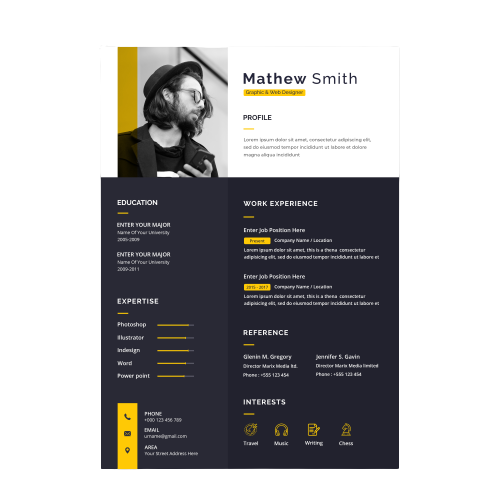 Mathew Smith
Graphic & Web Designer
PROFILE
Lorem ipsum dolor sit amet, consectetur adipiscing elit,
sed do eiusmod tempor incididunt ut labore et dolore
magna aliqua incididunt
EDUCATION
ENTER YOUR MAJOR
Name Of Your University
2005-2009
ENTER YOUR MAJOR
Name Of Your University
2009-2011
EXPERTISE
Photoshop
Illustrator
Indesign
Word
Power point
PHONE
+000 123 456 789
EMAIL
urname@gmail.com
AREA
Your Street Address Here
WORK EXPERIENCE
Enter Job Position Here
Present Company Name / Location
Lorem ipsum dolor sit amet, this is a thena consectetur
adipisicing elit, sed do eiusmod tempor incididunt ut labore et
Enter Job Position Here
2015 - 2017 Company Name / Location
Lorem ipsum dolor sit amet, this is a thena consectetur
adipisicing elit, sed do eiusmod tempor incididunt ut labore et
REFERENCE
Glenin M. Gregory
Director Marix Media ltd.
Phone : +555 123 454
Jennifer S. Gavin
Director Marix Media limited
Phone : +555 123 454
INTERESTS
Travel Music Writing Chess